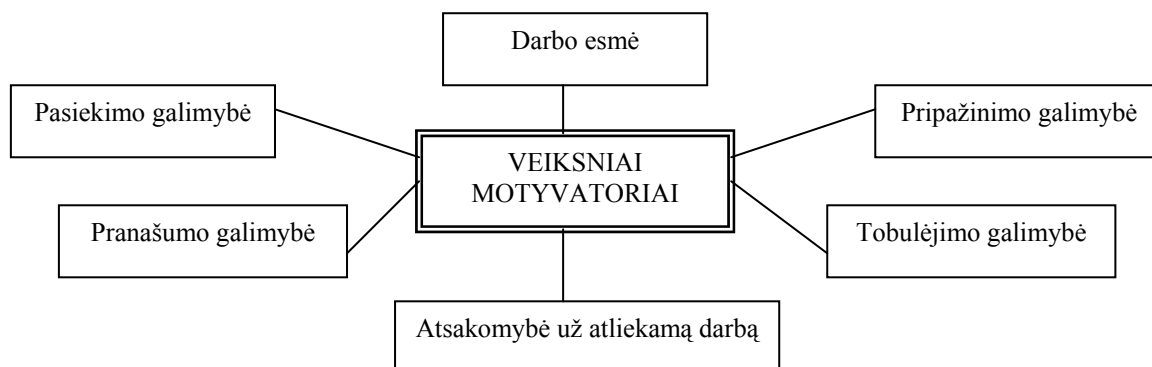 Darbo esmė
Pasiekimo galimybė
Pripažinimo galimybė
VEIKSNIAI
MOTYVATORIAI
Pranašumo galimybė
Tobulėjimo galimybė
Atsakomybė už atliekamą darbą